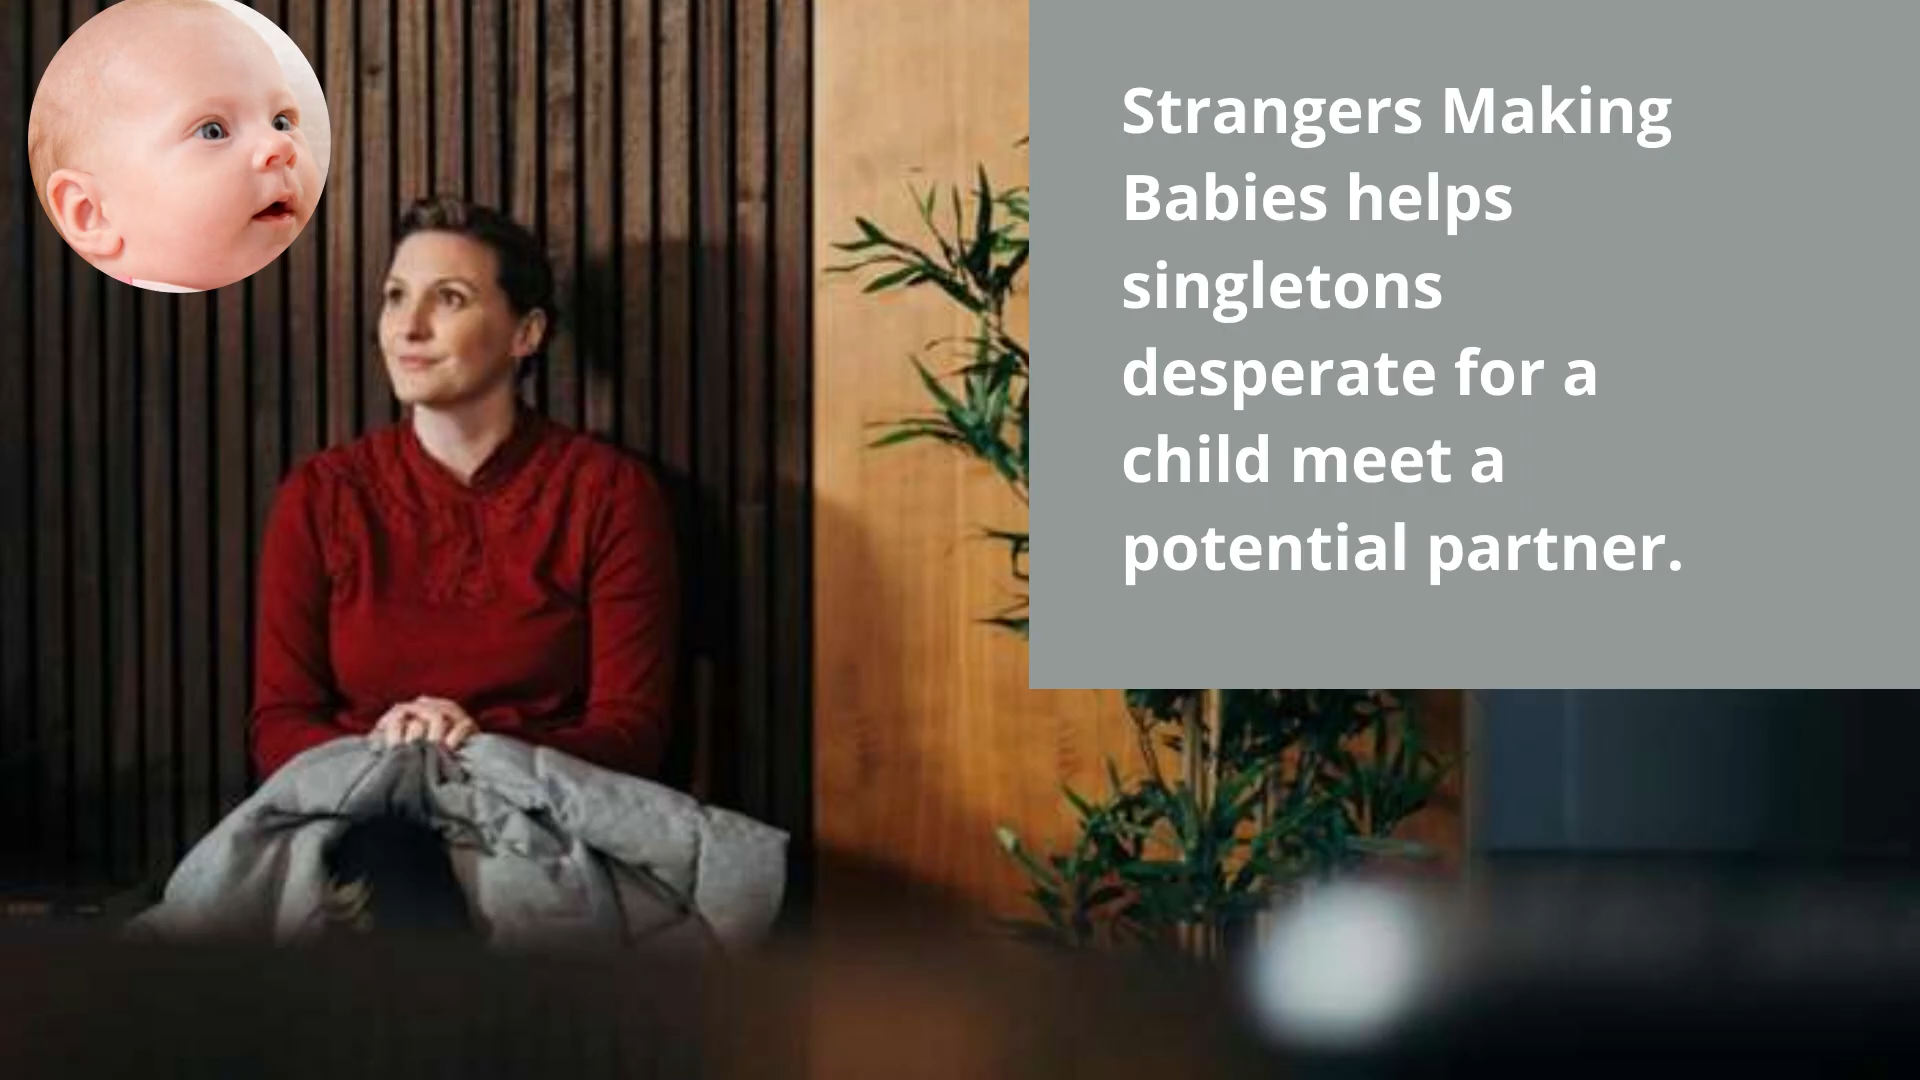 Strangers Making
Babies helps
singletons
desperate for a
child meet a
potential partner.